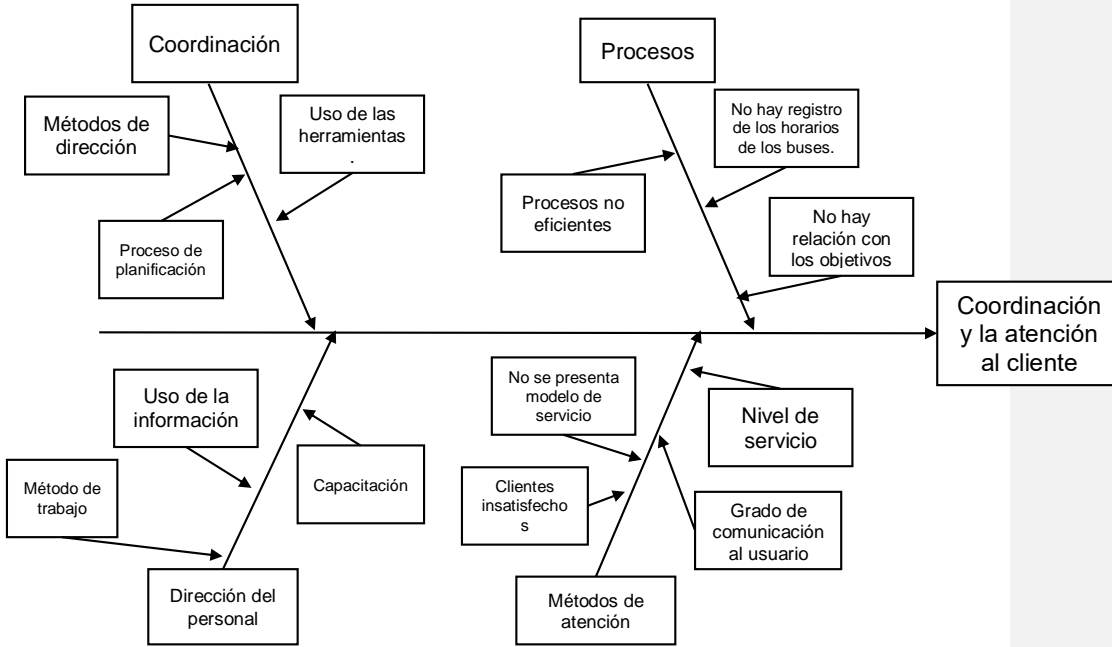 Coordinación
Procesos
Métodos de
dirección
Uso de las
herramientas
.
No hay registro
de los horarios
de los buses.
Proceso de
planificación
Procesos no
eficientes
No hay
relación con
los objetivos
Coordinación
y la atención
al cliente
Uso de la
información
No se presenta
modelo de
servicio
Nivel de
servicio
Método de
trabajo
Capacitación
Clientes
insatisfecho
s
Grado de
comunicación
al usuario
Dirección del
personal
Métodos de
atención